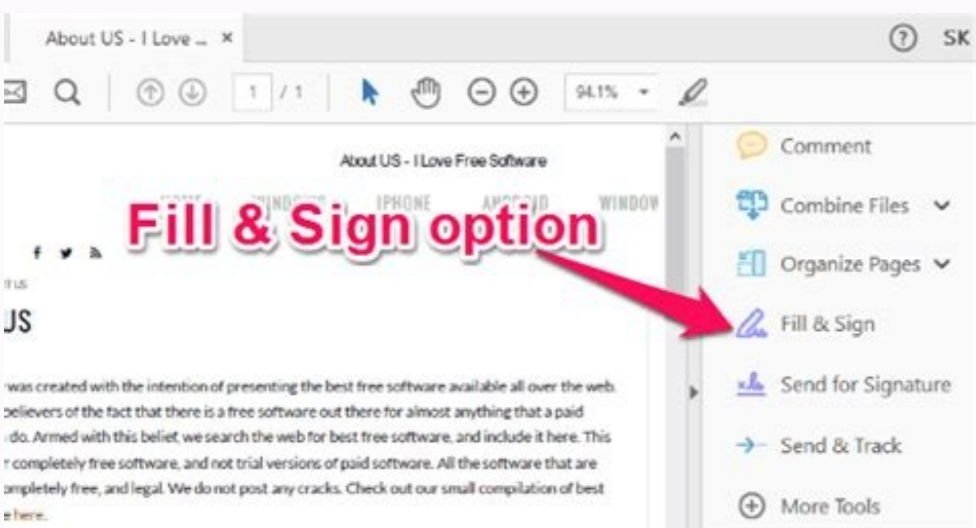 About US - I Love ... ×
? SK
1 / 1
94.1%
About US - I Love Free Software
IPHONE ANDROID WINDOW
Fill & Sign option
US
was created with the intention of presenting the best free software available all over the web.
believers of the fact that there is a free software out there for almost anything that a paid
do. Armed with this belief, we search the web for best free software, and include it here. This
completely free software, and not trial versions of paid software. All the software that are
completely free, and legal. We do not post any cracks. Check out our small compilation of best
here.
Comment
Combine Files
Organize Pages
Fill & Sign
Send for Signature
Send & Track
More Tools